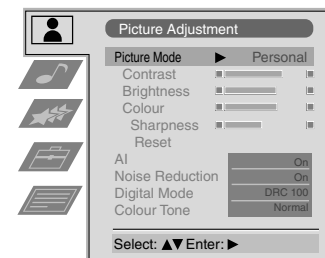 Picture Adjustment
Picture Mode ▶ Personal
Contrast
Brightness
Colour
Sharpness
Reset
AI On
Noise Reduction On
Digital Mode DRC 100
Colour Tone Normal
Select: ▲▼ Enter: ▶